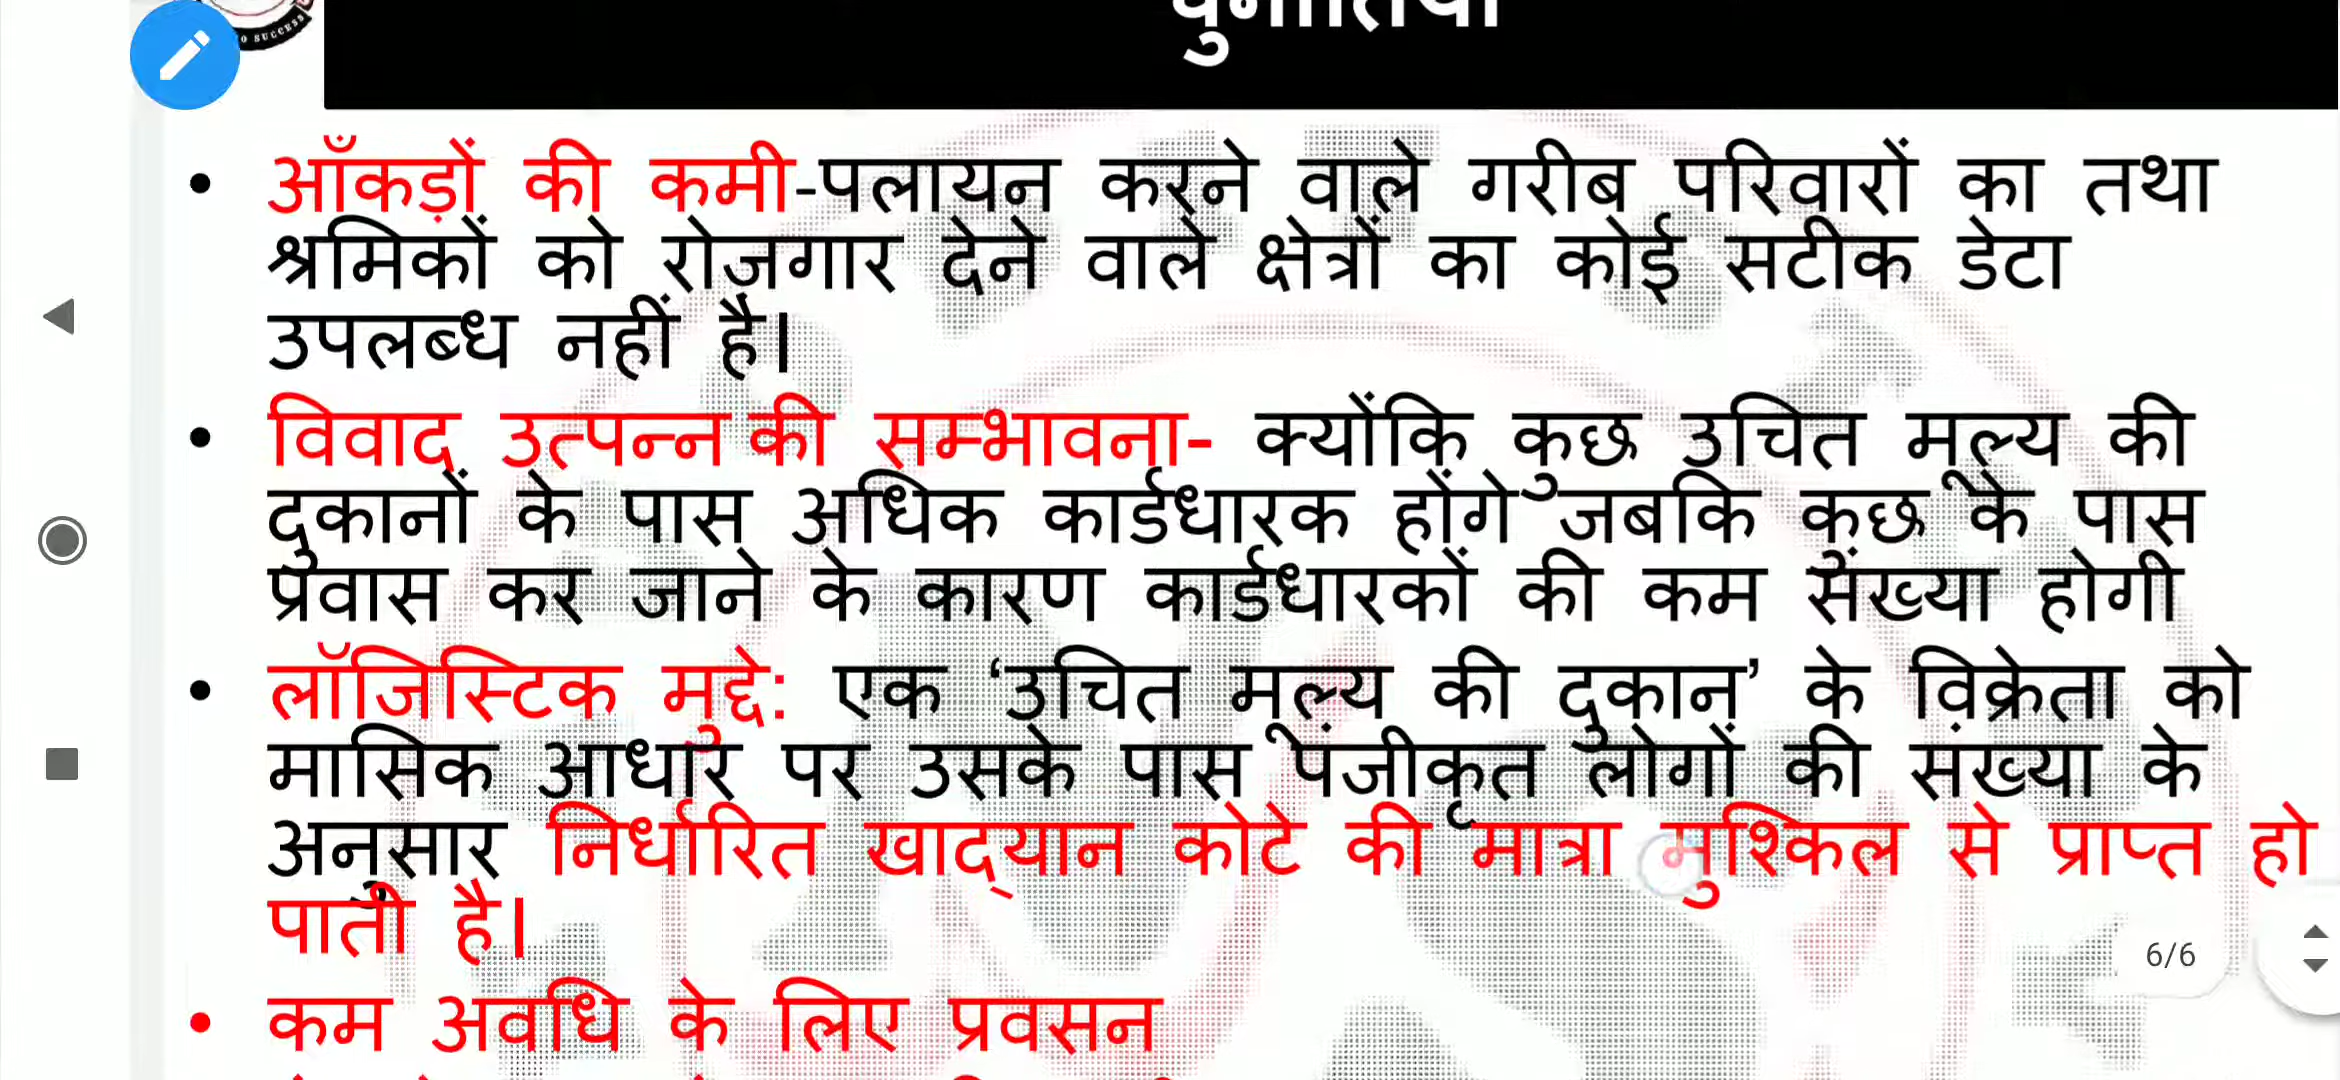 O SUCCESS
चुनौतियाँ
• आँकड़ों की कमी-पलायन करने वाले गरीब परिवारों का तथा
श्रमिकों को रोज़गार देने वाले क्षेत्रों का कोई सटीक डेटा
उपलब्ध नहीं है।
• विवाद उत्पन्न की सम्भावना- क्योंकि कुछ उचित मूल्य की
दुकानों के पास अधिक कार्डधारक होंगे जबकि कुछ के पास
प्रवास कर जाने के कारण कार्डधारकों की कम संख्या होगी
• लॉजिस्टिक मुद्दे: एक ‘उचित मूल्य की दुकान’ के विक्रेता को
मासिक आधार पर उसके पास पंजीकृत लोगों की संख्या के
अनुसार निर्धारित खाद्यान कोटे की मात्रा मुश्किल से प्राप्त हो
पाती है।
• कम अवधि के लिए प्रवसन
6/6